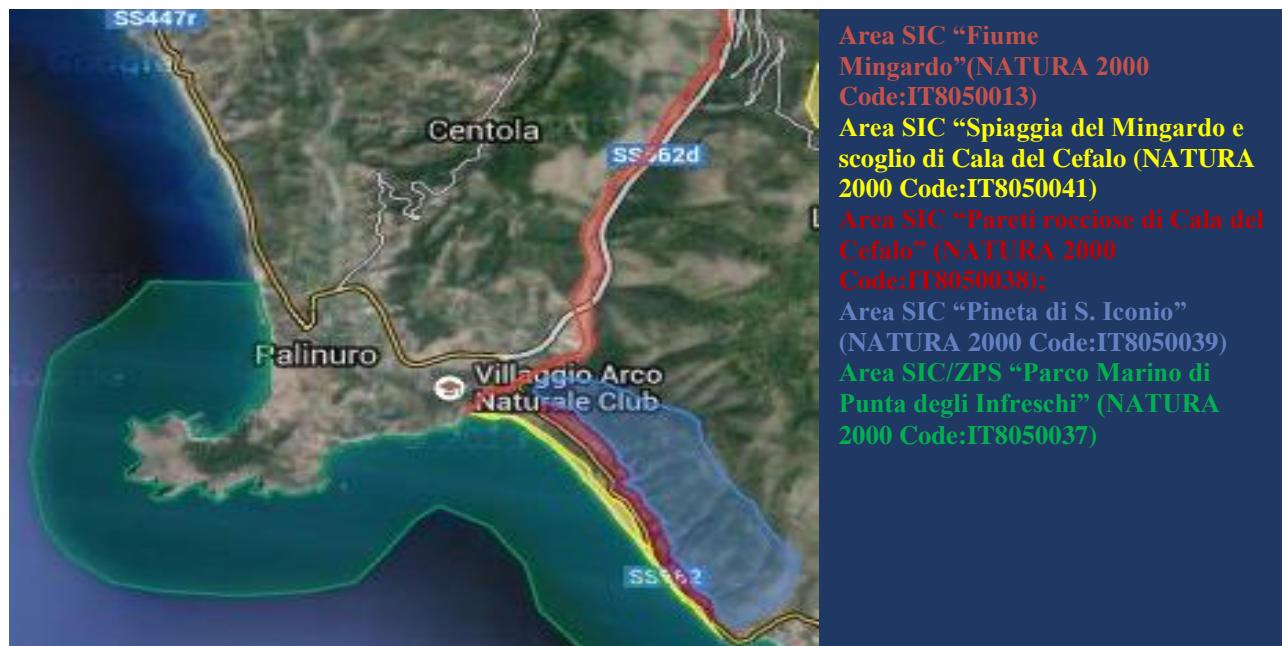 SS447r
Centola
SS562d
Palinuro
Villaggio Arco
Naturale Club
SS562
Area SIC “Fiume
Mingardo”(NATURA 2000
Code:IT8050013)
Area SIC “Spiaggia del Mingardo e
scoglio di Cala del Cefalo (NATURA
2000 Code:IT8050041)
Area SIC “Pareti rocciose di Cala del
Cefalo” (NATURA 2000
Code:IT8050038);
Area SIC “Pineta di S. Iconio”
(NATURA 2000 Code:IT8050039)
Area SIC/ZPS “Parco Marino di
Punta degli Infreschi” (NATURA
2000 Code:IT8050037)